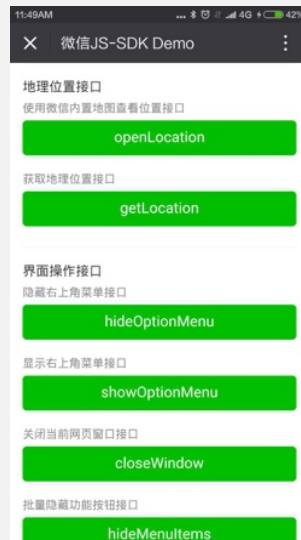 11:49AM ... 4G 42%
微信JS-SDK Demo
地理位置接口
使用微信内置地图查看位置接口
openLocation
获取地理位置接口
getLocation
界面操作接口
隐藏右上角菜单接口
hideOptionMenu
显示右上角菜单接口
showOptionMenu
关闭当前网页窗口接口
closeWindow
批量隐藏功能按钮接口
hideMenuItems